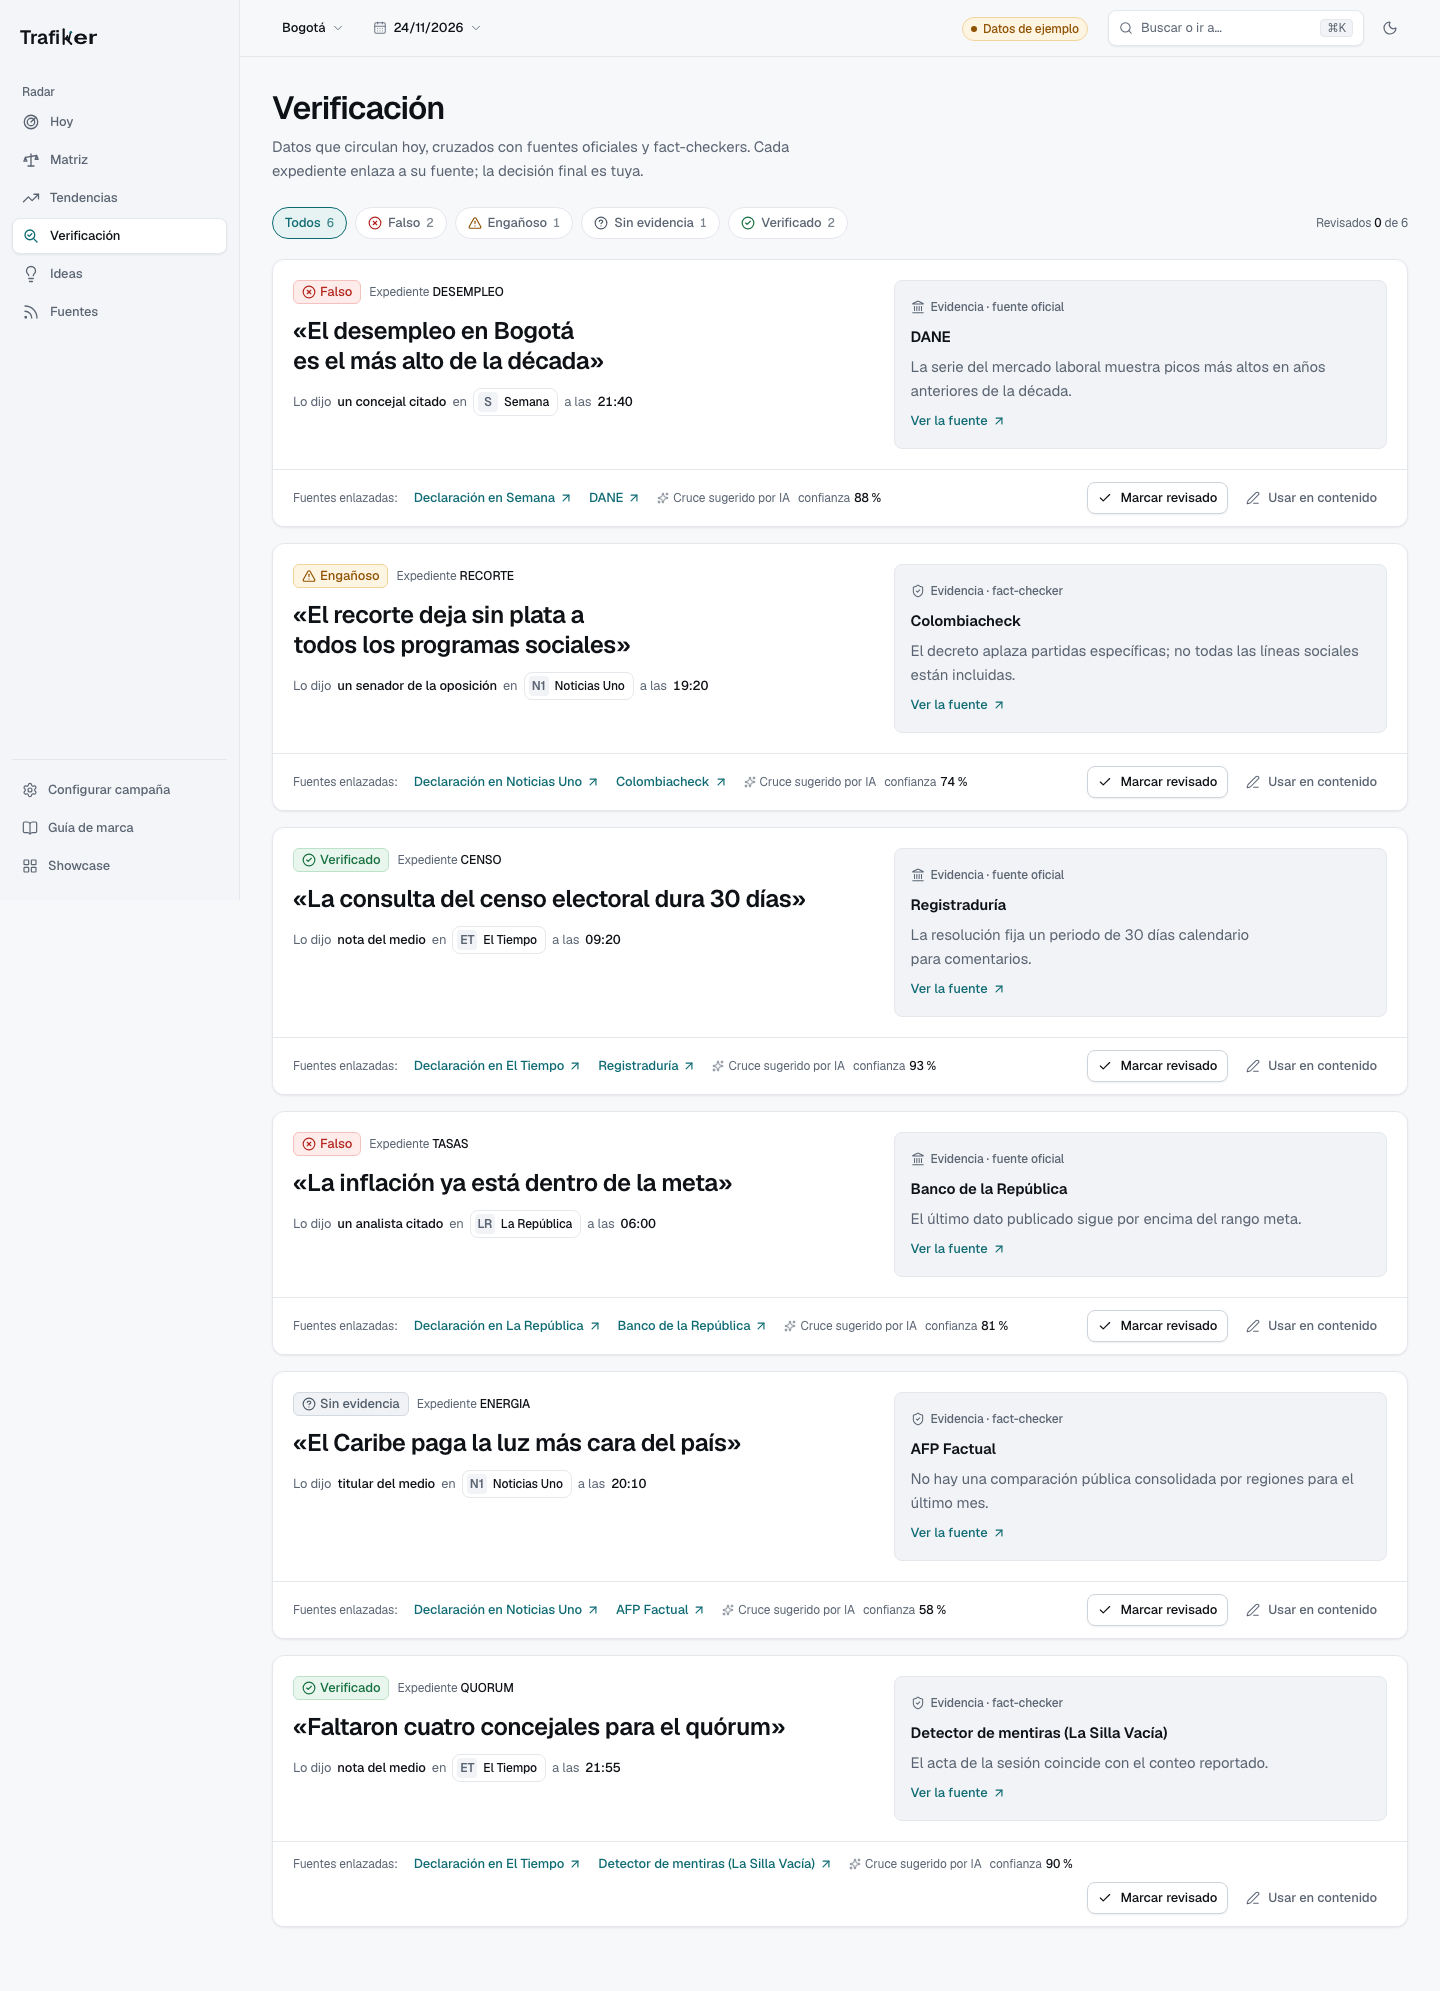 Trafiker
Radar
Hoy
Matriz
Tendencias
Verificación
Ideas
Fuentes
Configurar campaña
Guía de marca
Showcase
Bogotá
24/11/2026
Datos de ejemplo
Buscar o ir a...
⌘K
Verificación
Datos que circulan hoy, cruzados con fuentes oficiales y fact-checkers. Cada
expediente enlaza a su fuente; la decisión final es tuya.
Todos 6
Falso 2
Engañoso 1
Sin evidencia 1
Verificado 2
Revisados 0 de 6
Falso
Expediente DESEMPLEO
«El desempleo en Bogotá
es el más alto de la década»
Lo dijo un concejal citado en S Semana a las 21:40
Evidencia · fuente oficial
DANE
La serie del mercado laboral muestra picos más altos en años
anteriores de la década.
Ver la fuente
Fuentes enlazadas: Declaración en Semana DANE Cruce sugerido por IA confianza 88 %
Marcar revisado
Usar en contenido
Engañoso
Expediente RECORTE
«El recorte deja sin plata a
todos los programas sociales»
Lo dijo un senador de la oposición en N1 Noticias Uno a las 19:20
Evidencia · fact-checker
Colombiacheck
El decreto aplaza partidas específicas; no todas las líneas sociales
están incluidas.
Ver la fuente
Fuentes enlazadas: Declaración en Noticias Uno Colombiacheck Cruce sugerido por IA confianza 74 %
Marcar revisado
Usar en contenido
Verificado
Expediente CENSO
«La consulta del censo electoral dura 30 días»
Lo dijo nota del medio en ET El Tiempo a las 09:20
Evidencia · fuente oficial
Registraduría
La resolución fija un periodo de 30 días calendario
para comentarios.
Ver la fuente
Fuentes enlazadas: Declaración en El Tiempo Registraduría Cruce sugerido por IA confianza 93 %
Marcar revisado
Usar en contenido
Falso
Expediente TASAS
«La inflación ya está dentro de la meta»
Lo dijo un analista citado en LR La República a las 06:00
Evidencia · fuente oficial
Banco de la República
El último dato publicado sigue por encima del rango meta.
Ver la fuente
Fuentes enlazadas: Declaración en La República Banco de la República Cruce sugerido por IA confianza 81 %
Marcar revisado
Usar en contenido
Sin evidencia
Expediente ENERGIA
«El Caribe paga la luz más cara del país»
Lo dijo titular del medio en N1 Noticias Uno a las 20:10
Evidencia · fact-checker
AFP Factual
No hay una comparación pública consolidada por regiones para el
último mes.
Ver la fuente
Fuentes enlazadas: Declaración en Noticias Uno AFP Factual Cruce sugerido por IA confianza 58 %
Marcar revisado
Usar en contenido
Verificado
Expediente QUORUM
«Faltaron cuatro concejales para el quórum»
Lo dijo nota del medio en ET El Tiempo a las 21:55
Evidencia · fact-checker
Detector de mentiras (La Silla Vacía)
El acta de la sesión coincide con el conteo reportado.
Ver la fuente
Fuentes enlazadas: Declaración en El Tiempo Detector de mentiras (La Silla Vacía) Cruce sugerido por IA confianza 90 %
Marcar revisado
Usar en contenido